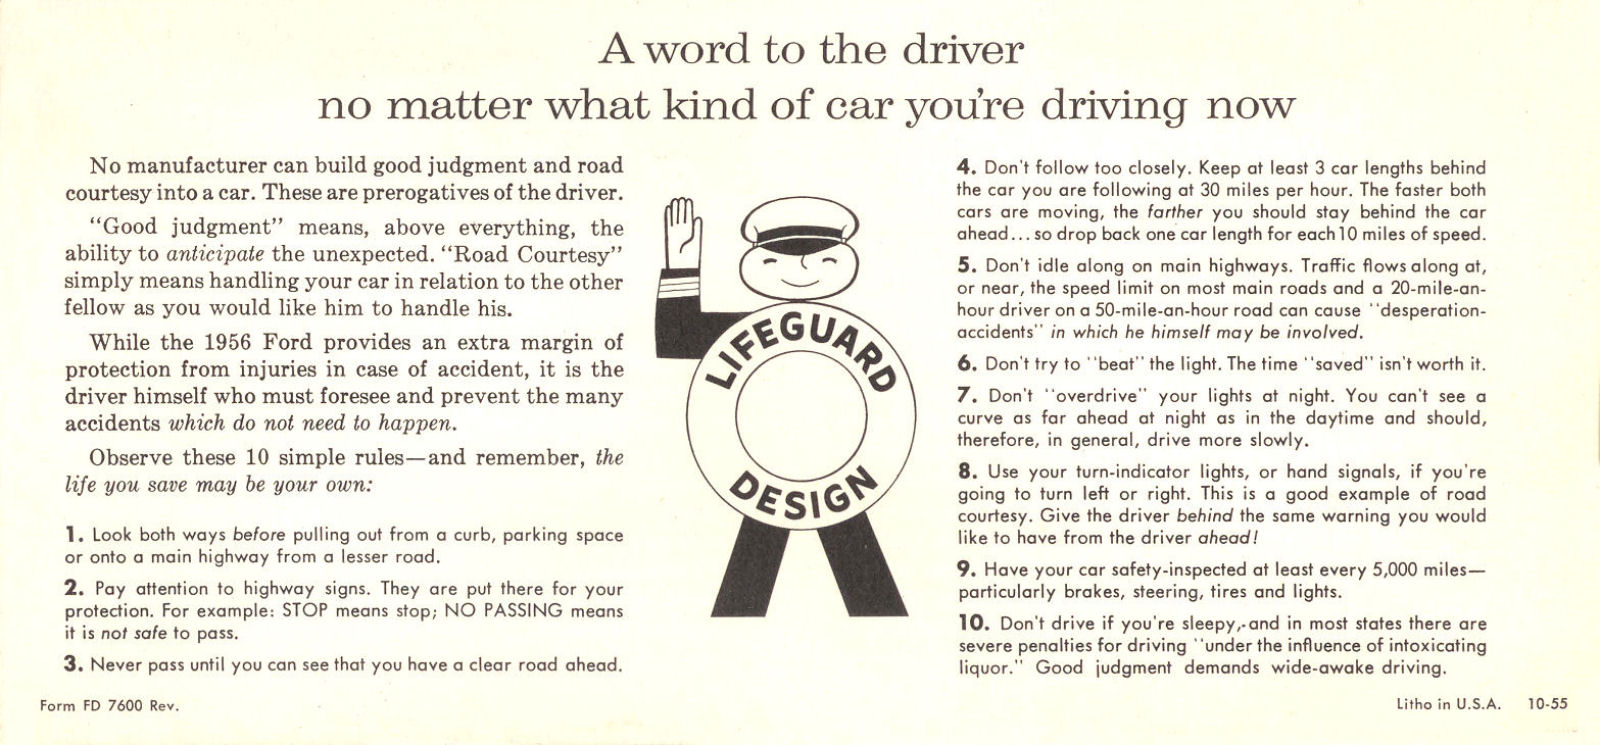 A word to the driver
no matter what kind of car you're driving now
No manufacturer can build good judgment and road
courtesy into a car. These are prerogatives of the driver.
"Good judgment" means, above everything, the
ability to anticipate the unexpected. "Road Courtesy"
simply means handling your car in relation to the other
fellow as you would like him to handle his.
While the 1956 Ford provides an extra margin of
protection from injuries in case of accident, it is the
driver himself who must foresee and prevent the many
accidents which do not need to happen.
Observe these 10 simple rules—and remember, the
life you save may be your own:
1. Look both ways before pulling out from a curb, parking space
or onto a main highway from a lesser road.
2. Pay attention to highway signs. They are put there for your
protection. For example: STOP means stop; NO PASSING means
it is not safe to pass.
3. Never pass until you can see that you have a clear road ahead.
LIFEGUARD
DESIGN
4. Don't follow too closely. Keep at least 3 car lengths behind
the car you are following at 30 miles per hour. The faster both
cars are moving, the farther you should stay behind the car
ahead... so drop back one car length for each 10 miles of speed.
5. Don't idle along on main highways. Traffic flows along at,
or near, the speed limit on most main roads and a 20-mile-an-
hour driver on a 50-mile-an-hour road can cause "desperation-
accidents" in which he himself may be involved.
6. Don't try to "beat" the light. The time "saved" isn't worth it.
7. Don't "overdrive" your lights at night. You can't see a
curve as far ahead at night as in the daytime and should,
therefore, in general, drive more slowly.
8. Use your turn-indicator lights, or hand signals, if you're
going to turn left or right. This is a good example of road
courtesy. Give the driver behind the same warning you would
like to have from the driver ahead!
9. Have your car safety-inspected at least every 5,000 miles—
particularly brakes, steering, tires and lights.
10. Don't drive if you're sleepy, and in most states there are
severe penalties for driving "under the influence of intoxicating
liquor." Good judgment demands wide-awake driving.
Form FD 7600 Rev.
Litho in U.S.A. 10-55